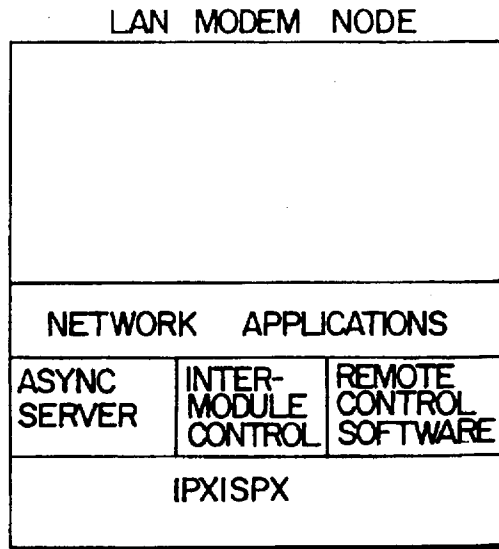 LAN MODEM NODE
NETWORK APPLICATIONS
ASYNC
SERVER
INTER-
MODULE
CONTROL
REMOTE
CONTROL
SOFTWARE
IPXISPX